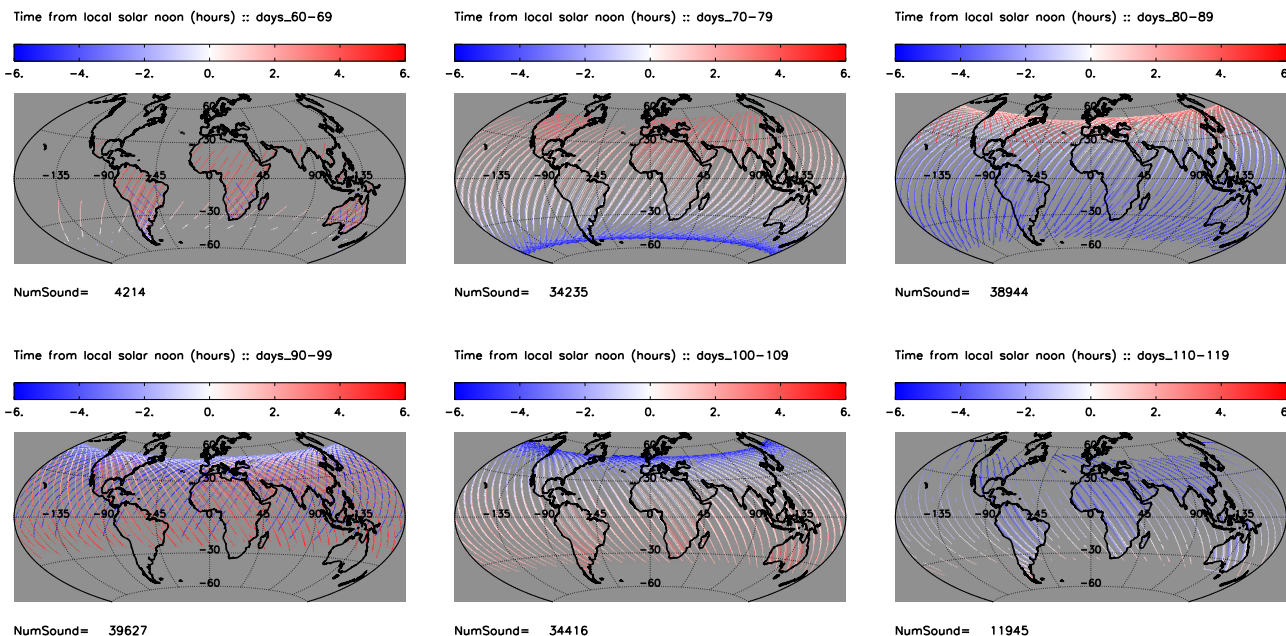 Time from local solar noon (hours) :: days_60-69
-6. -4. -2. 0. 2. 4. 6.
60
30
-135 -90 -45 0 45 90 135
-30
-60
NumSound= 4214
Time from local solar noon (hours) :: days_70-79
-6. -4. -2. 0. 2. 4. 6.
60
30
-135 -90 -45 0 45 90 135
-30
-60
NumSound= 34235
Time from local solar noon (hours) :: days_80-89
-6. -4. -2. 0. 2. 4. 6.
60
30
-135 -90 -45 0 45 90 135
-30
-60
NumSound= 38944
Time from local solar noon (hours) :: days_90-99
-6. -4. -2. 0. 2. 4. 6.
60
30
-135 -90 -45 0 45 90 135
-30
-60
NumSound= 39627
Time from local solar noon (hours) :: days_100-109
-6. -4. -2. 0. 2. 4. 6.
60
30
-135 -90 -45 0 45 90 135
-30
-60
NumSound= 34416
Time from local solar noon (hours) :: days_110-119
-6. -4. -2. 0. 2. 4. 6.
60
30
-135 -90 -45 0 45 90 135
-30
-60
NumSound= 11945